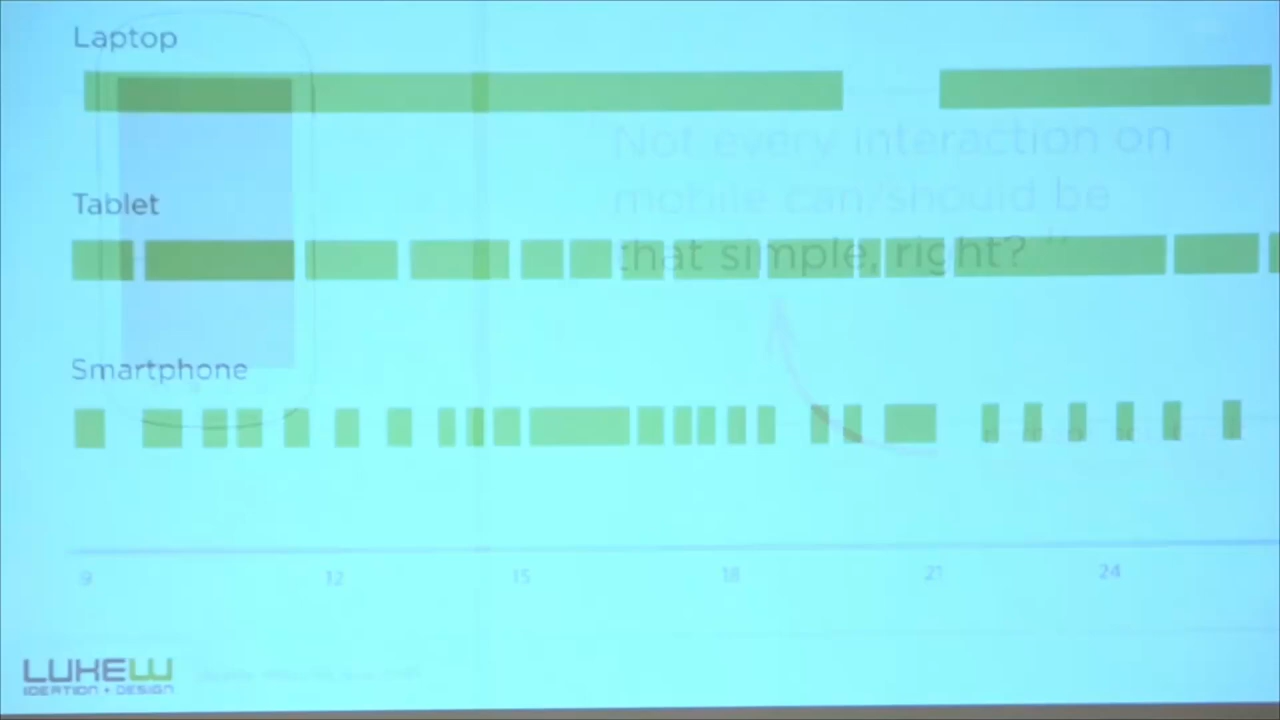 Laptop
Not every interaction on
mobile can/should be
that simple, right?
Tablet
Smartphone
9 12 15 18 21 24
LUKEW
IDEATION + DESIGN